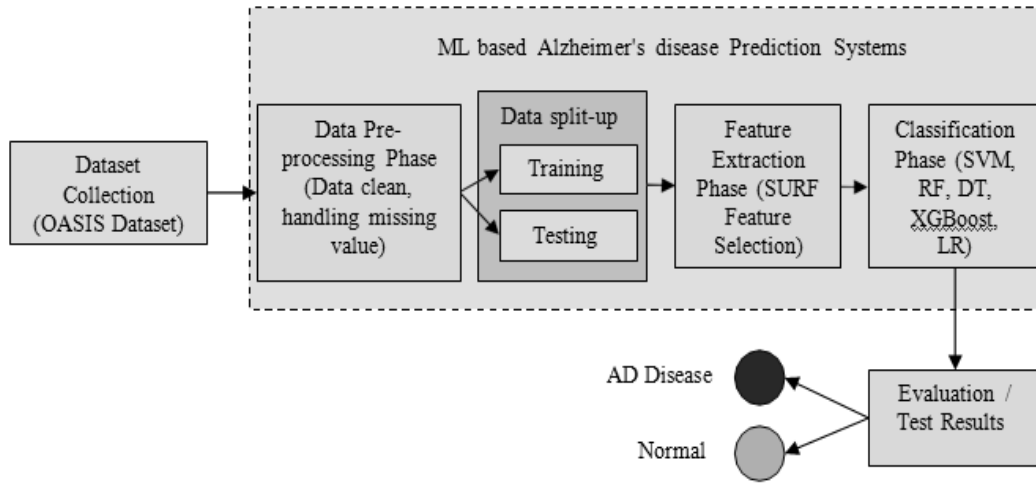 ML based Alzheimer's disease Prediction Systems
Dataset
Collection
(OASIS Dataset)
Data Pre-
processing Phase
(Data clean,
handling missing
value)
Data split-up
Training
Testing
Feature
Extraction
Phase (SURF
Feature
Selection)
Classification
Phase (SVM,
RF, DT,
XGBoost,
LR)
AD Disease
Normal
Evaluation /
Test Results